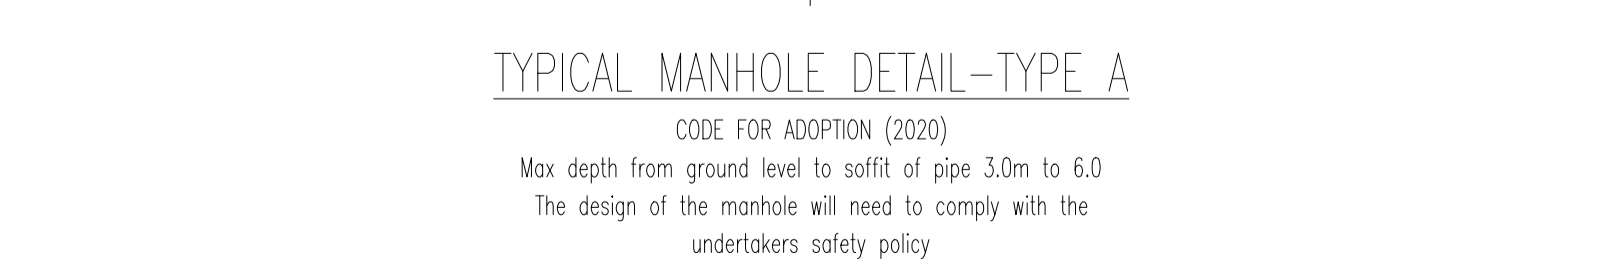 TYPICAL MANHOLE DETAIL-TYPE A
CODE FOR ADOPTION (2020)
Max depth from ground level to soffit of pipe 3.0m to 6.0
The design of the manhole will need to comply with the
undertakers safety policy